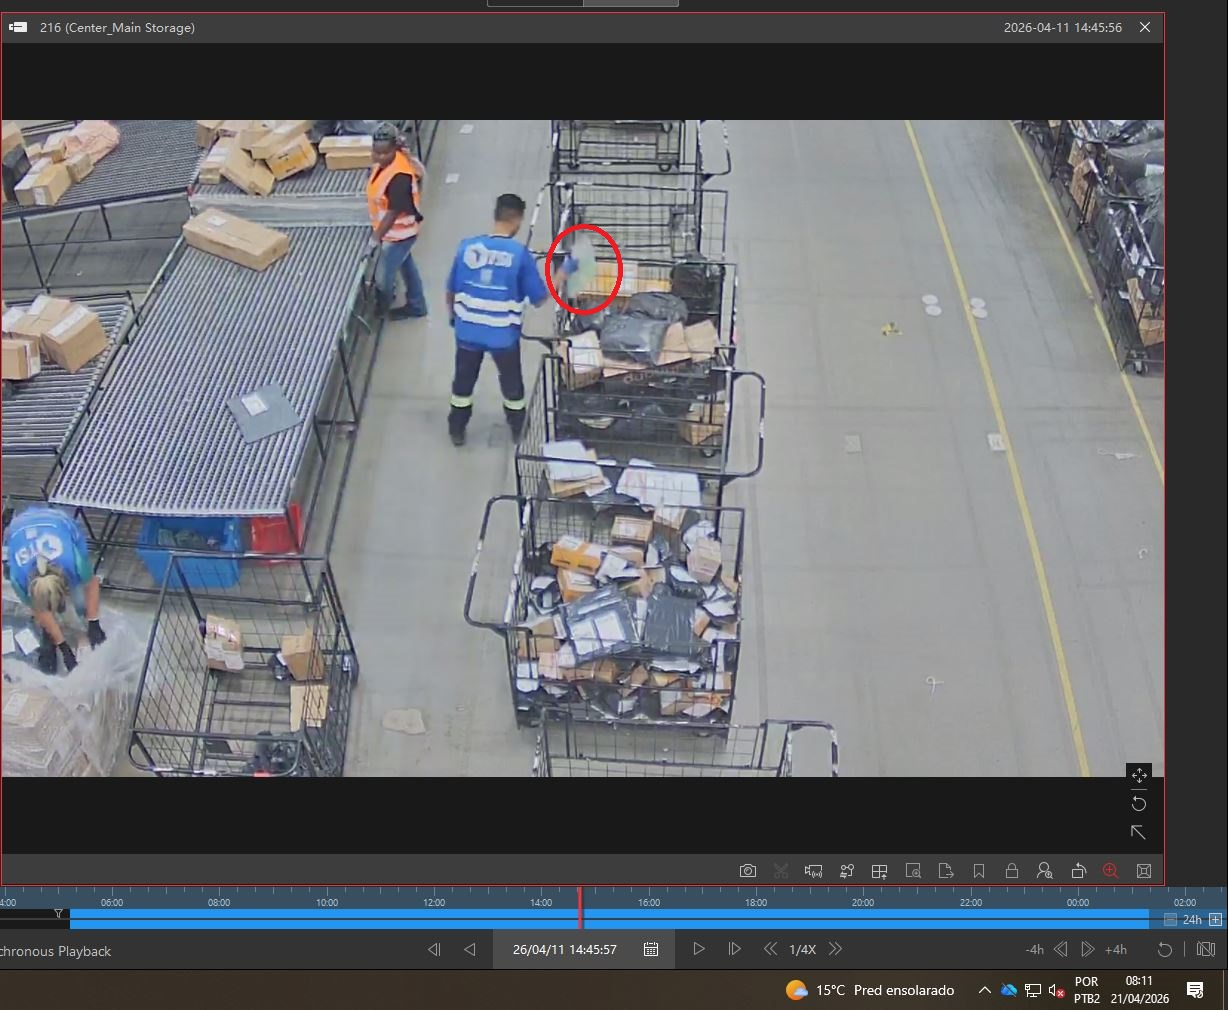 216 (Center_Main Storage)
2026-04-11 14:45:56
4:00 06:00 08:00 10:00 12:00 14:00 16:00 18:00 20:00 22:00 00:00 02:00
24h
chronous Playback
26/04/11 14:45:57
1/4X
-4h
+4h
15°C Pred ensolarado
POR
PTB2
08:11
21/04/2026